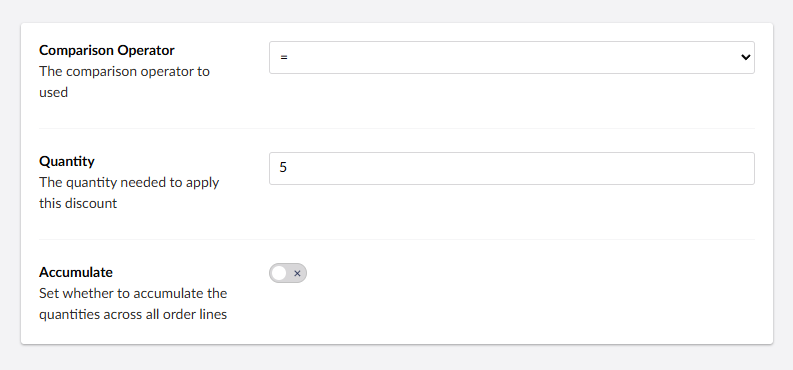 Comparison Operator
The comparison operator to
used
=
Quantity
The quantity needed to apply
this discount
5
Accumulate
Set whether to accumulate the
quantities across all order lines